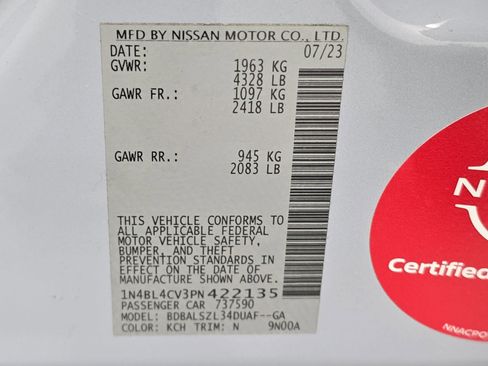 MFD BY NISSAN MOTOR CO., LTD.
DATE: 07/23
GVWR: 1963 KG
4328 LB
GAWR FR.: 1097 KG
2418 LB
GAWR RR.: 945 KG
2083 LB
THIS VEHICLE CONFORMS TO
ALL APPLICABLE FEDERAL
MOTOR VEHICLE SAFETY,
BUMPER, AND THEFT
PREVENTION STANDARDS IN
EFFECT ON THE DATE OF
MANUFACTURE SHOWN ABOVE.
1N4BL4CV3PN422135
PASSENGER CAR 737590
MODEL: BDBALSZL34DUAF--GA
COLOR: KCH TRIM: N 9N00A
N
Certified
NNACPO